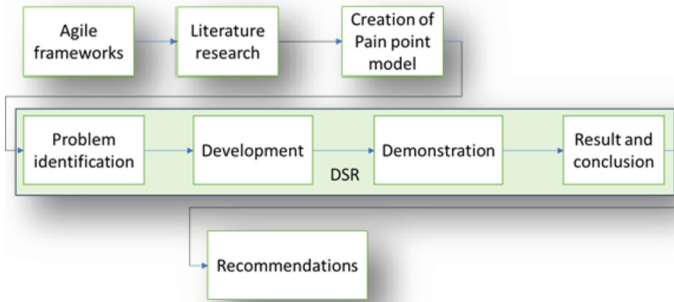 Agile
frameworks
Literature
research
Creation of
Pain point
model
Problem
identification
Development
Demonstration
Result and
conclusion
DSR
Recommendations